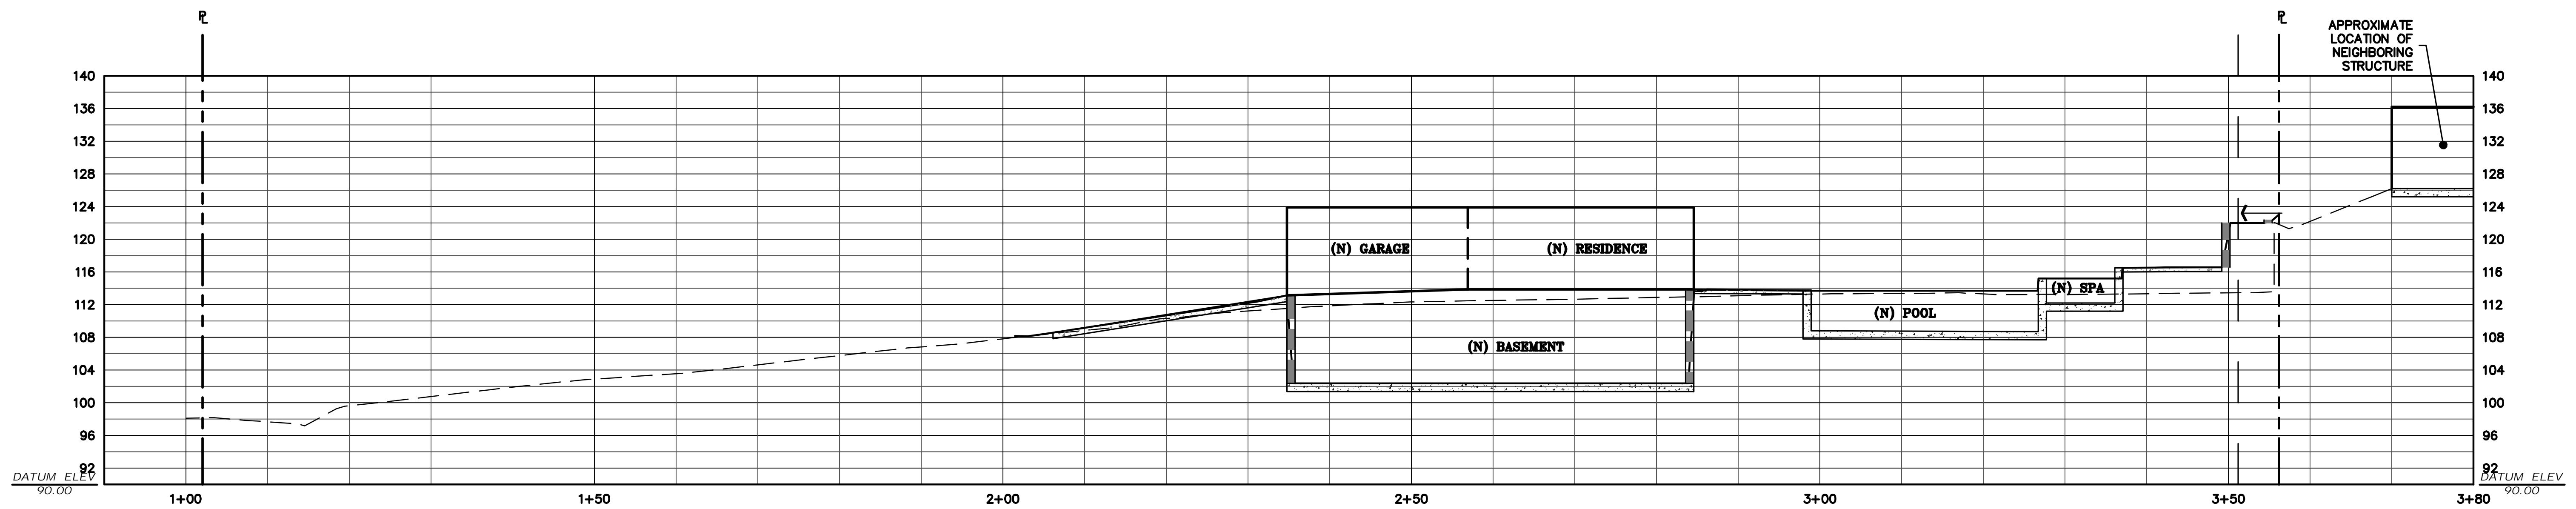 PL
PL
APPROXIMATE
LOCATION OF
NEIGHBORING
STRUCTURE
140
140
136
136
132
132
128
128
124
124
(N) GARAGE
(N) RESIDENCE
120
120
116
116
(N) SPA
112
112
(N) POOL
108
108
(N) BASEMENT
104
104
100
100
96
96
92
92
DATUM ELEV
90.00
DATUM ELEV
90.00
1+00
1+50
2+00
2+50
3+00
3+50
3+80